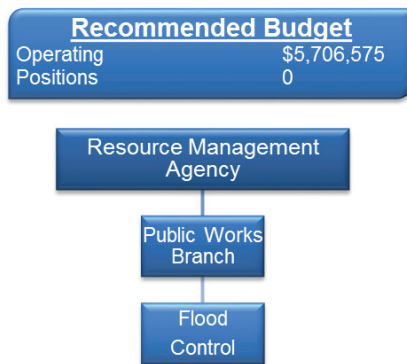 Recommended Budget
Operating $5,706,575
Positions 0
Resource Management
Agency
Public Works
Branch
Flood
Control